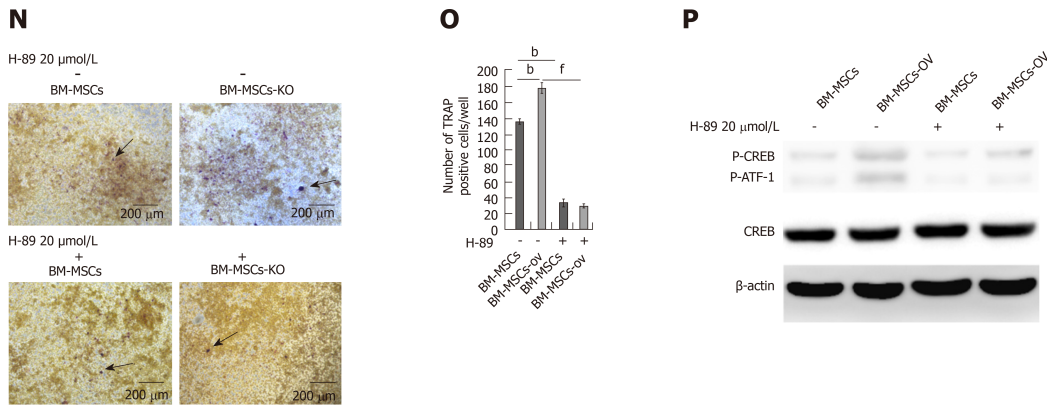 N
H-89 20 µmol/L
- -
BM-MSCs BM-MSCs-KO
200 µm 200 µm
H-89 20 µmol/L
+ +
BM-MSCs BM-MSCs-KO
200 µm 200 µm
O
b
b f
Number of TRAP
positive cells/well
200
180
160
140
120
100
80
60
40
20
0
H-89 - - + +
BM-MSCs
BM-MSCs-ov
BM-MSCs
BM-MSCs-ov
P
BM-MSCs
BM-MSCs-OV
BM-MSCs
BM-MSCs-OV
H-89 20 µmol/L - - + +
P-CREB
P-ATF-1
CREB
β-actin